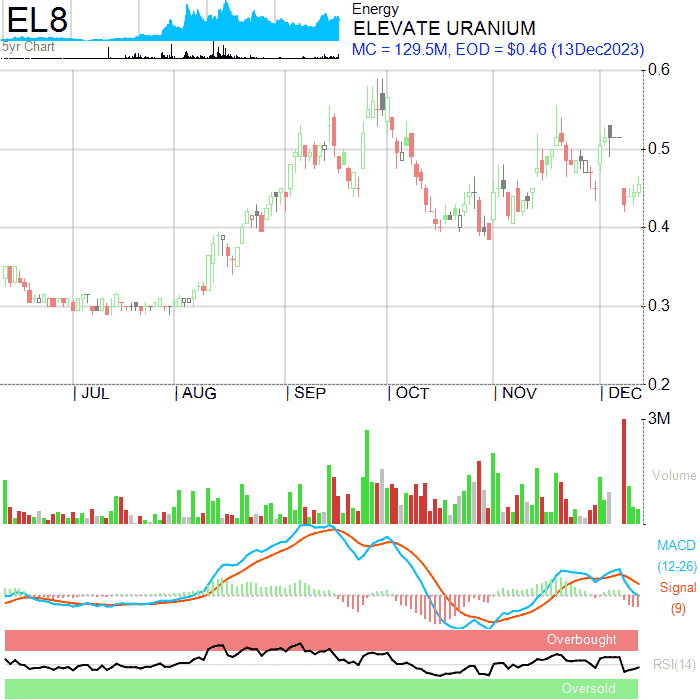 EL8
5yr Chart
Energy
ELEVATE URANIUM
MC = 129.5M, EOD = $0.46 (13Dec2023)
0.6
0.5
0.4
0.3
0.2
| JUL | AUG | SEP | OCT | NOV | DEC
3M
Volume
MACD
(12-26)
Signal
(9)
Overbought
RSI(14)
Oversold